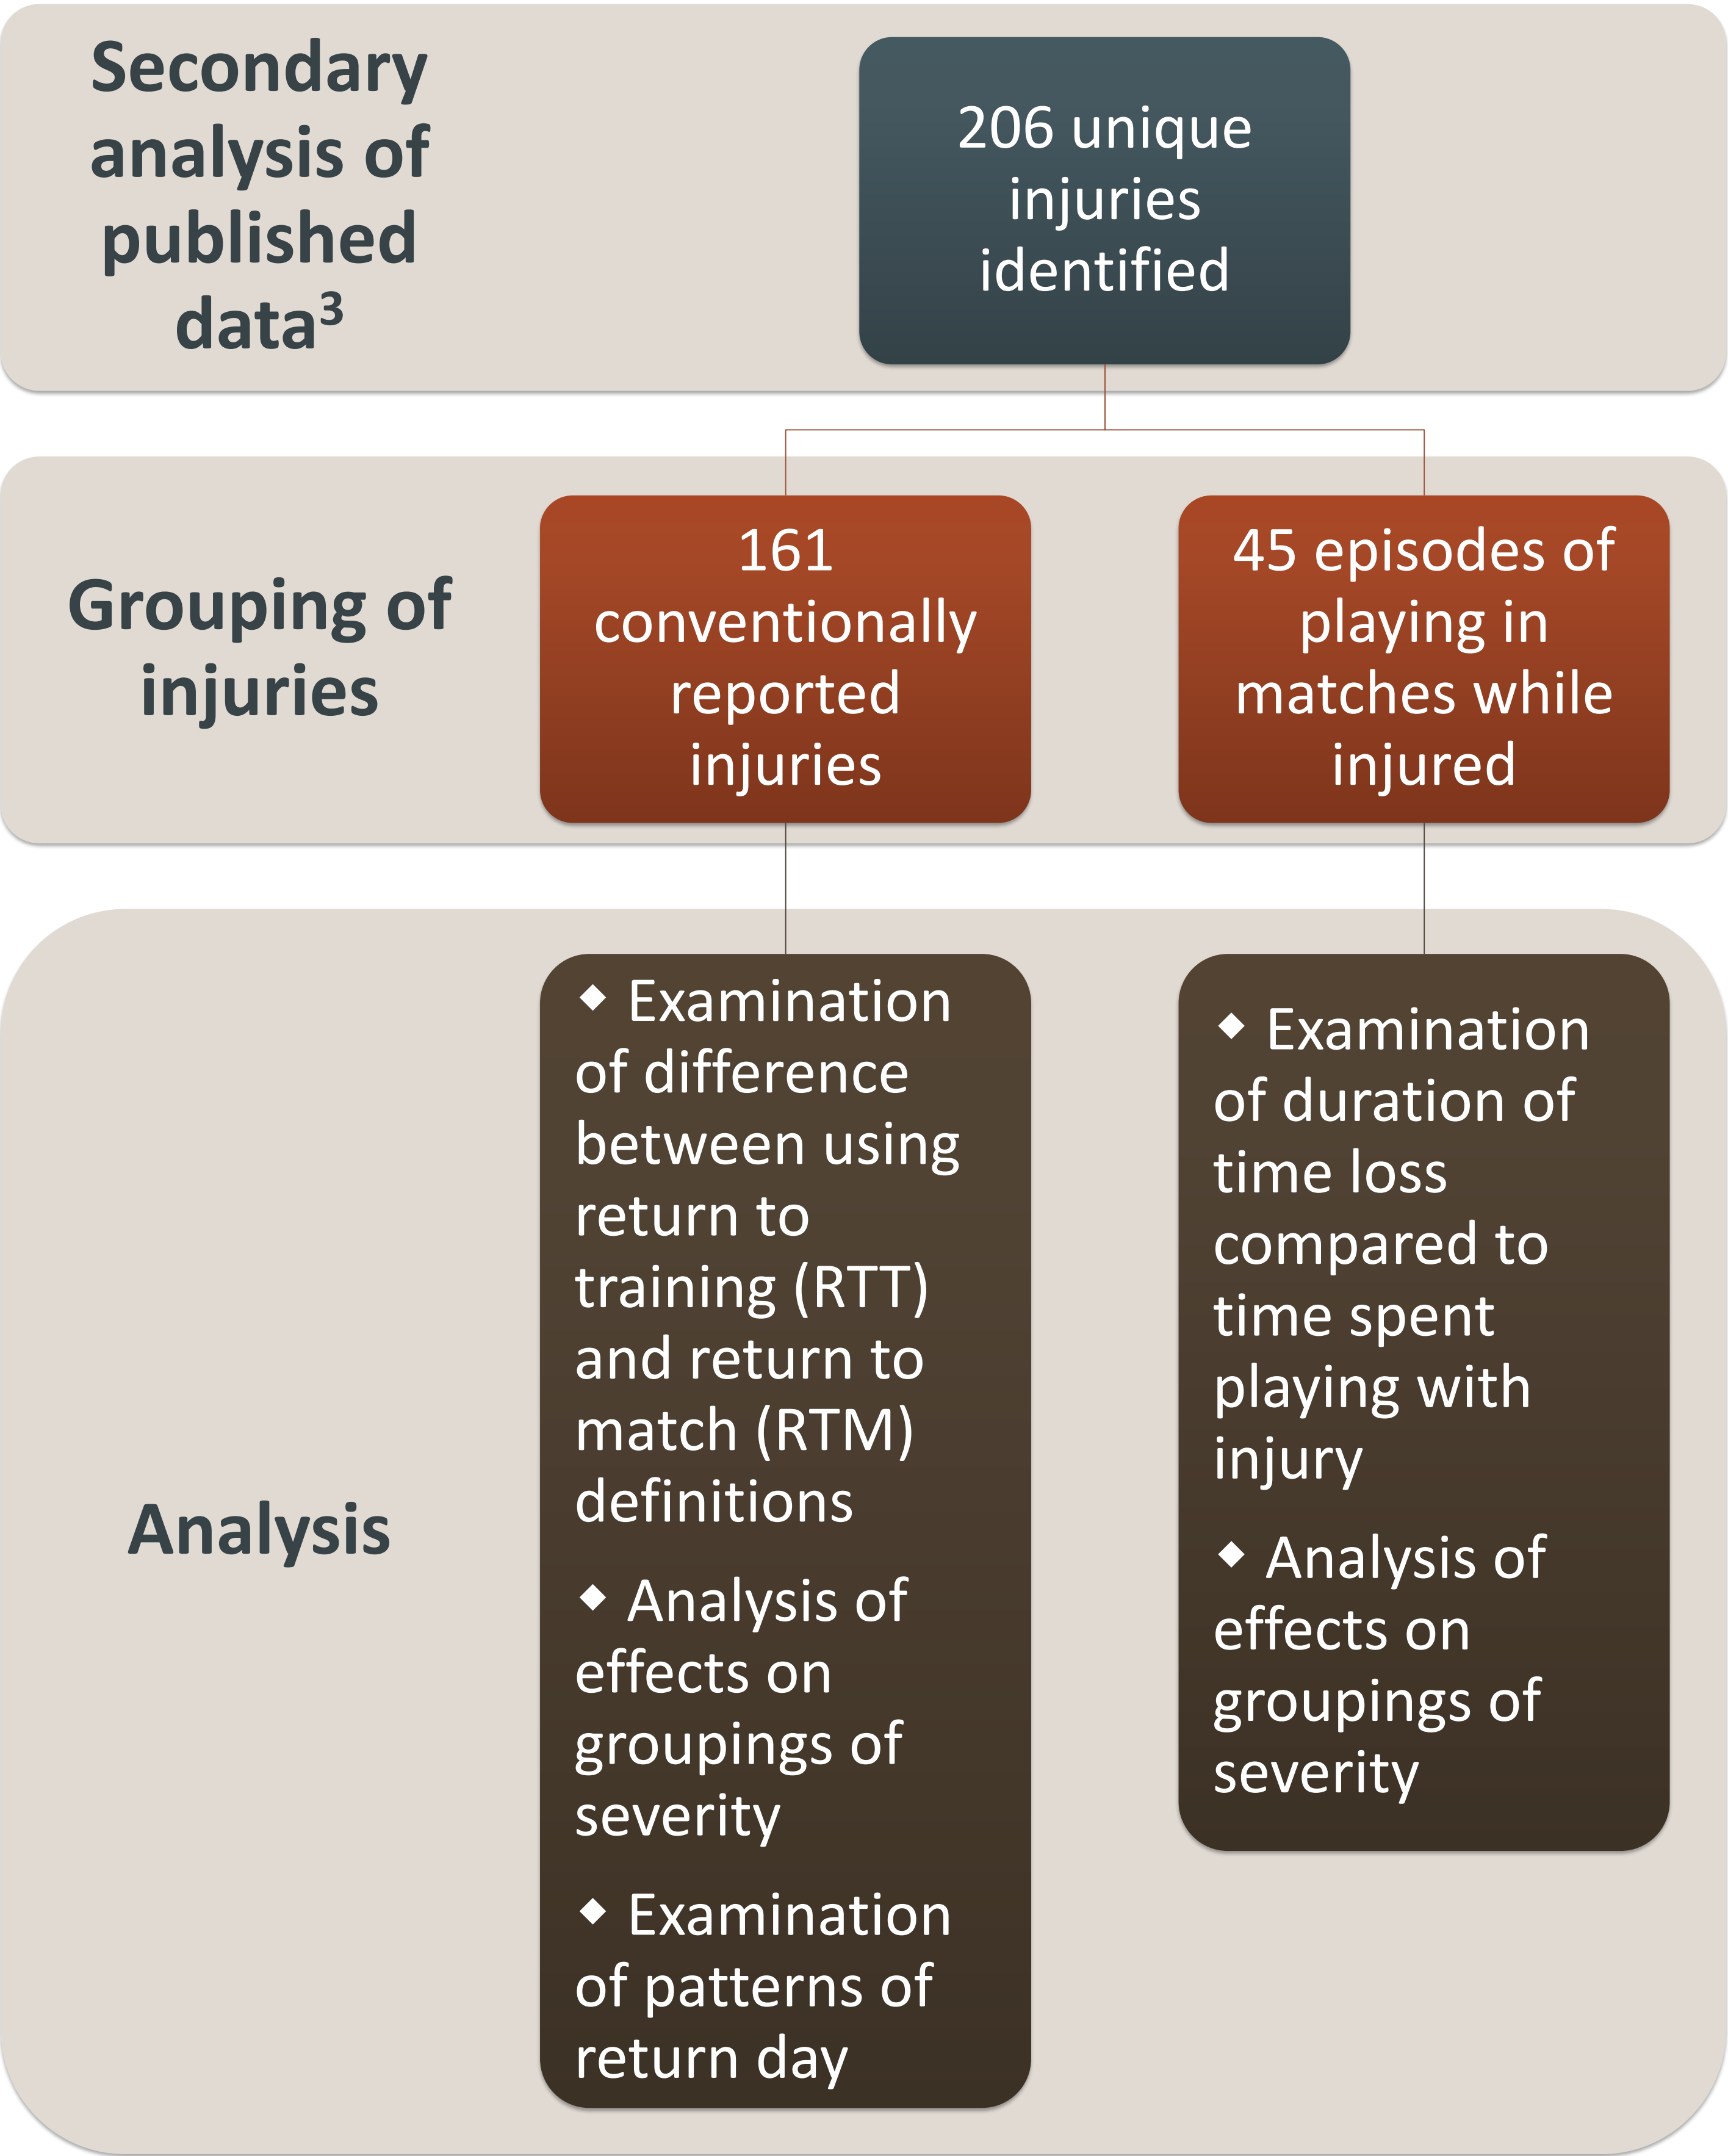 Secondary
analysis of
published
data³
206 unique
injuries
identified
Grouping of
injuries
161
conventionally
reported
injuries
45 episodes of
playing in
matches while
injured
Analysis
◆ Examination
of difference
between using
return to
training (RTT)
and return to
match (RTM)
definitions
◆ Analysis of
effects on
groupings of
severity
◆ Examination
of patterns of
return day
◆ Examination
of duration of
time loss
compared to
time spent
playing with
injury
◆ Analysis of
effects on
groupings of
severity